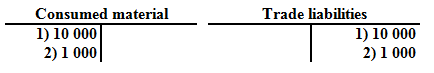 Consumed material Trade liabilities
1) 10 000 1) 10 000
2) 1 000 2) 1 000